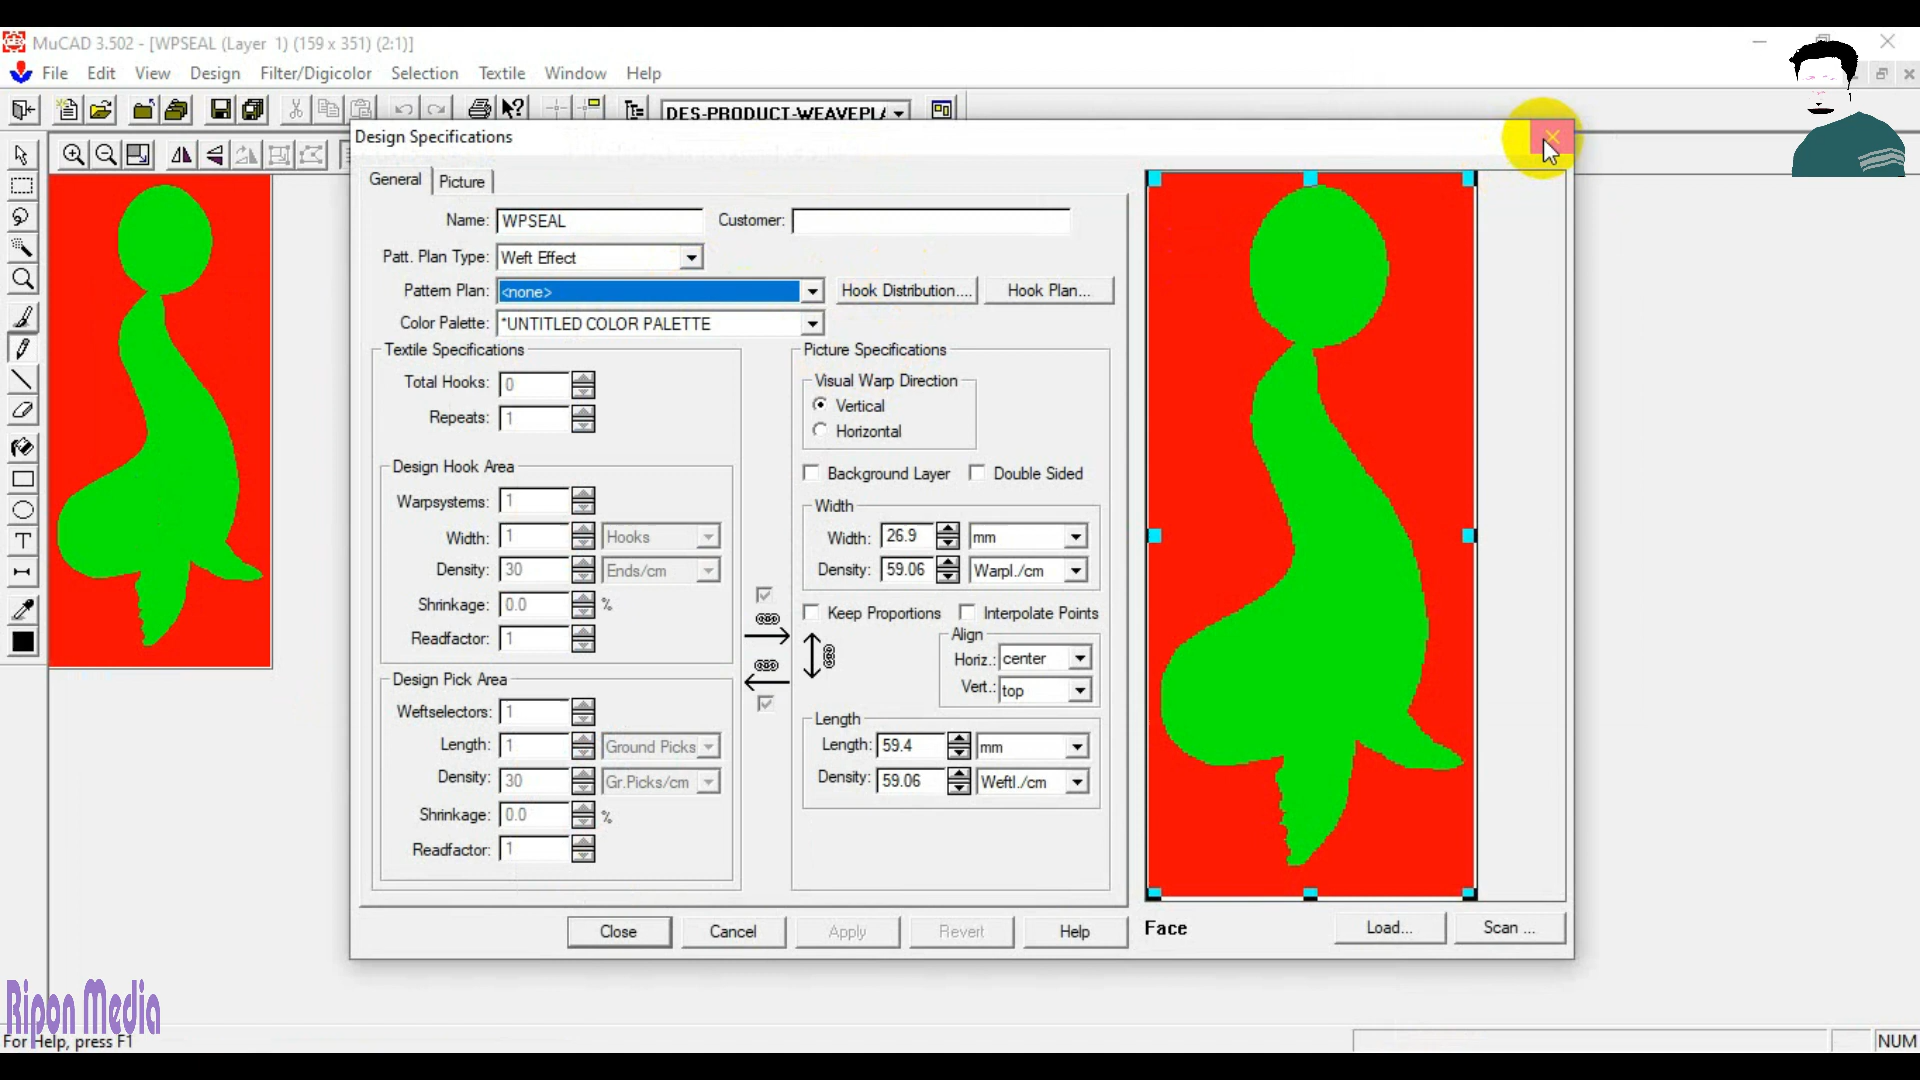 MuCAD 3.502 - [WPSEAL (Layer 1) (159 x 351) (2:1)]
File Edit View Design Filter/Digicolor Selection Textile Window Help
DES-PRODUCT-WEAVEPL
Design Specifications
General Picture
Name: WPSEAL Customer:
Patt. Plan Type: Weft Effect
Pattern Plan: <none> Hook Distribution.... Hook Plan...
Color Palette: *UNTITLED COLOR PALETTE
Textile Specifications
Total Hooks: 0
Repeats: 1
Design Hook Area
Warpsystems: 1
Width: 1 Hooks
Density: 30 Ends/cm
Shrinkage: 0.0 %
Readfactor: 1
Design Pick Area
Weftselectors: 1
Length: 1 Ground Picks
Density: 30 Gr.Picks/cm
Shrinkage: 0.0 %
Readfactor: 1
Picture Specifications
Visual Warp Direction
Vertical
Horizontal
Background Layer Double Sided
Width
Width: 26.9 mm
Density: 59.06 Warpl./cm
Keep Proportions Interpolate Points
Align
Horiz.: center
Vert.: top
Length
Length: 59.4 mm
Density: 59.06 Weftl./cm
Close Cancel Apply Revert Help
Face Load... Scan ...
Ripon Media
For Help, press F1
NUM